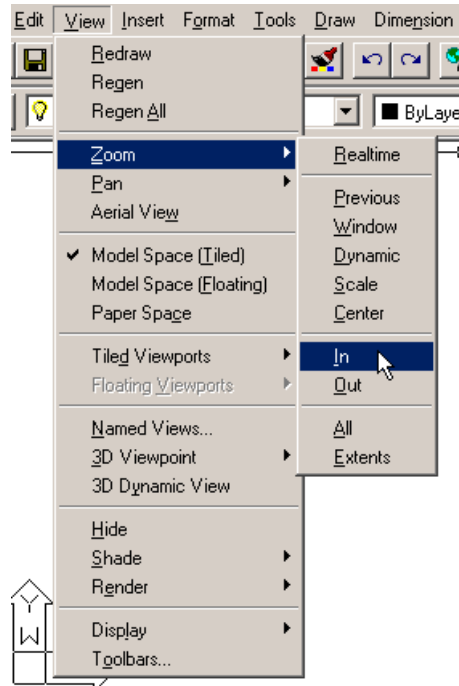 Edit View Insert Format Tools Draw Dimension
Redraw
Regen
Regen All
ByLaye
Zoom
Pan
Aerial View
Model Space (Tiled)
Model Space (Floating)
Paper Space
Tiled Viewports
Floating Viewports
Named Views...
3D Viewpoint
3D Dynamic View
Hide
Shade
Render
Display
Toolbars...
Realtime
Previous
Window
Dynamic
Scale
Center
In
Out
All
Extents
Y
W